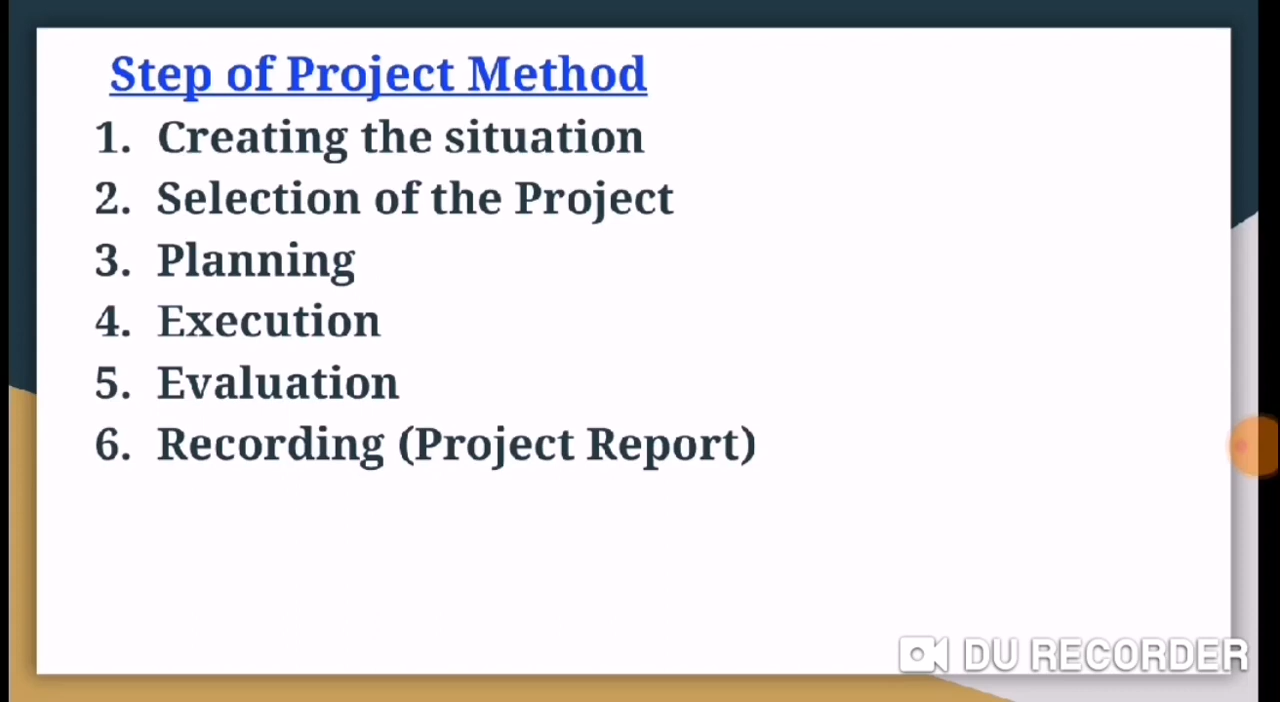 Step of Project Method
1. Creating the situation
2. Selection of the Project
3. Planning
4. Execution
5. Evaluation
6. Recording (Project Report)
DU RECORDER